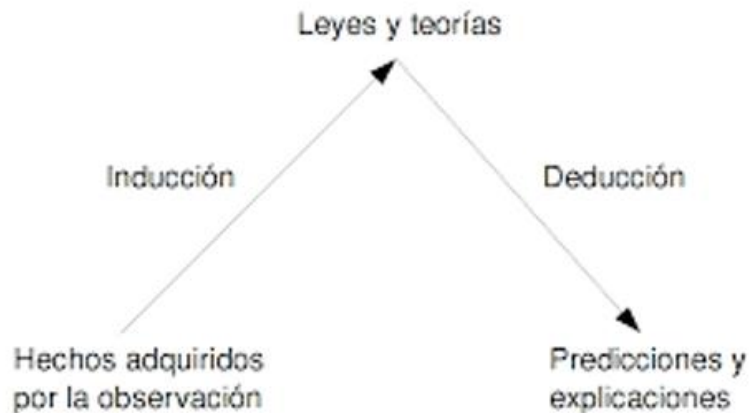 Leyes y teorías
Inducción
Deducción
Hechos adquiridos
por la observación
Predicciones y
explicaciones